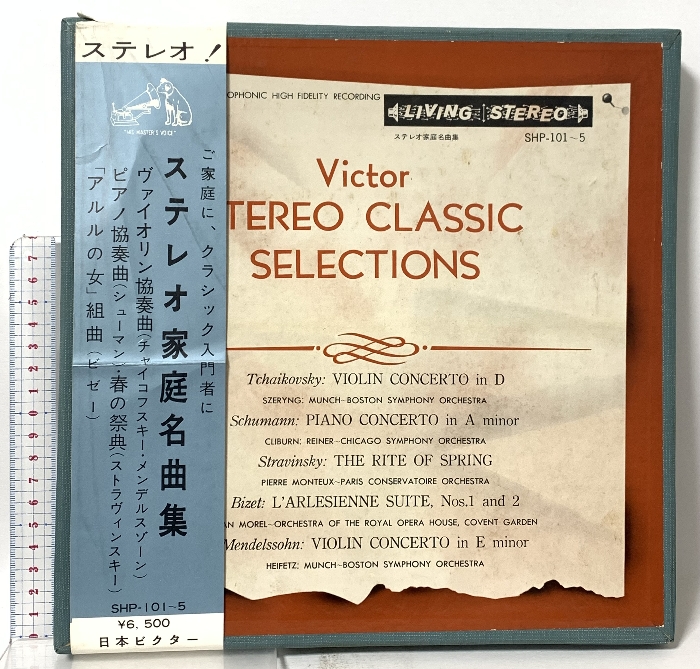 ステレオ!
"HIS MASTER'S VOICE"
ご家庭に、クラシック入門者に
ステレオ家庭名曲集
ヴァイオリン協奏曲(チャイコフスキー・メンデルスゾーン)
ピアノ協奏曲(シューマン)・春の祭典(ストラヴィンスキー)
「アルルの女」組曲(ビゼー)
SHP-101~5
¥6,500
日本ビクター
OPHONIC HIGH FIDELITY RECORDING
LIVING STEREO
ステレオ家庭名曲集
SHP-101~5
Victor
TEREO CLASSIC
SELECTIONS
Tchaikovsky: VIOLIN CONCERTO in D
SZERYNG: MUNCH~BOSTON SYMPHONY ORCHESTRA
Schumann: PIANO CONCERTO in A minor
CLIBURN: REINER~CHICAGO SYMPHONY ORCHESTRA
Stravinsky: THE RITE OF SPRING
PIERRE MONTEUX~PARIS CONSERVATOIRE ORCHESTRA
Bizet: L'ARLESIENNE SUITE, Nos.1 and 2
AN MOREL~ORCHESTRA OF THE ROYAL OPERA HOUSE, COVENT GARDEN
Mendelssohn: VIOLIN CONCERTO in E minor
HEIFETZ: MUNCH~BOSTON SYMPHONY ORCHESTRA